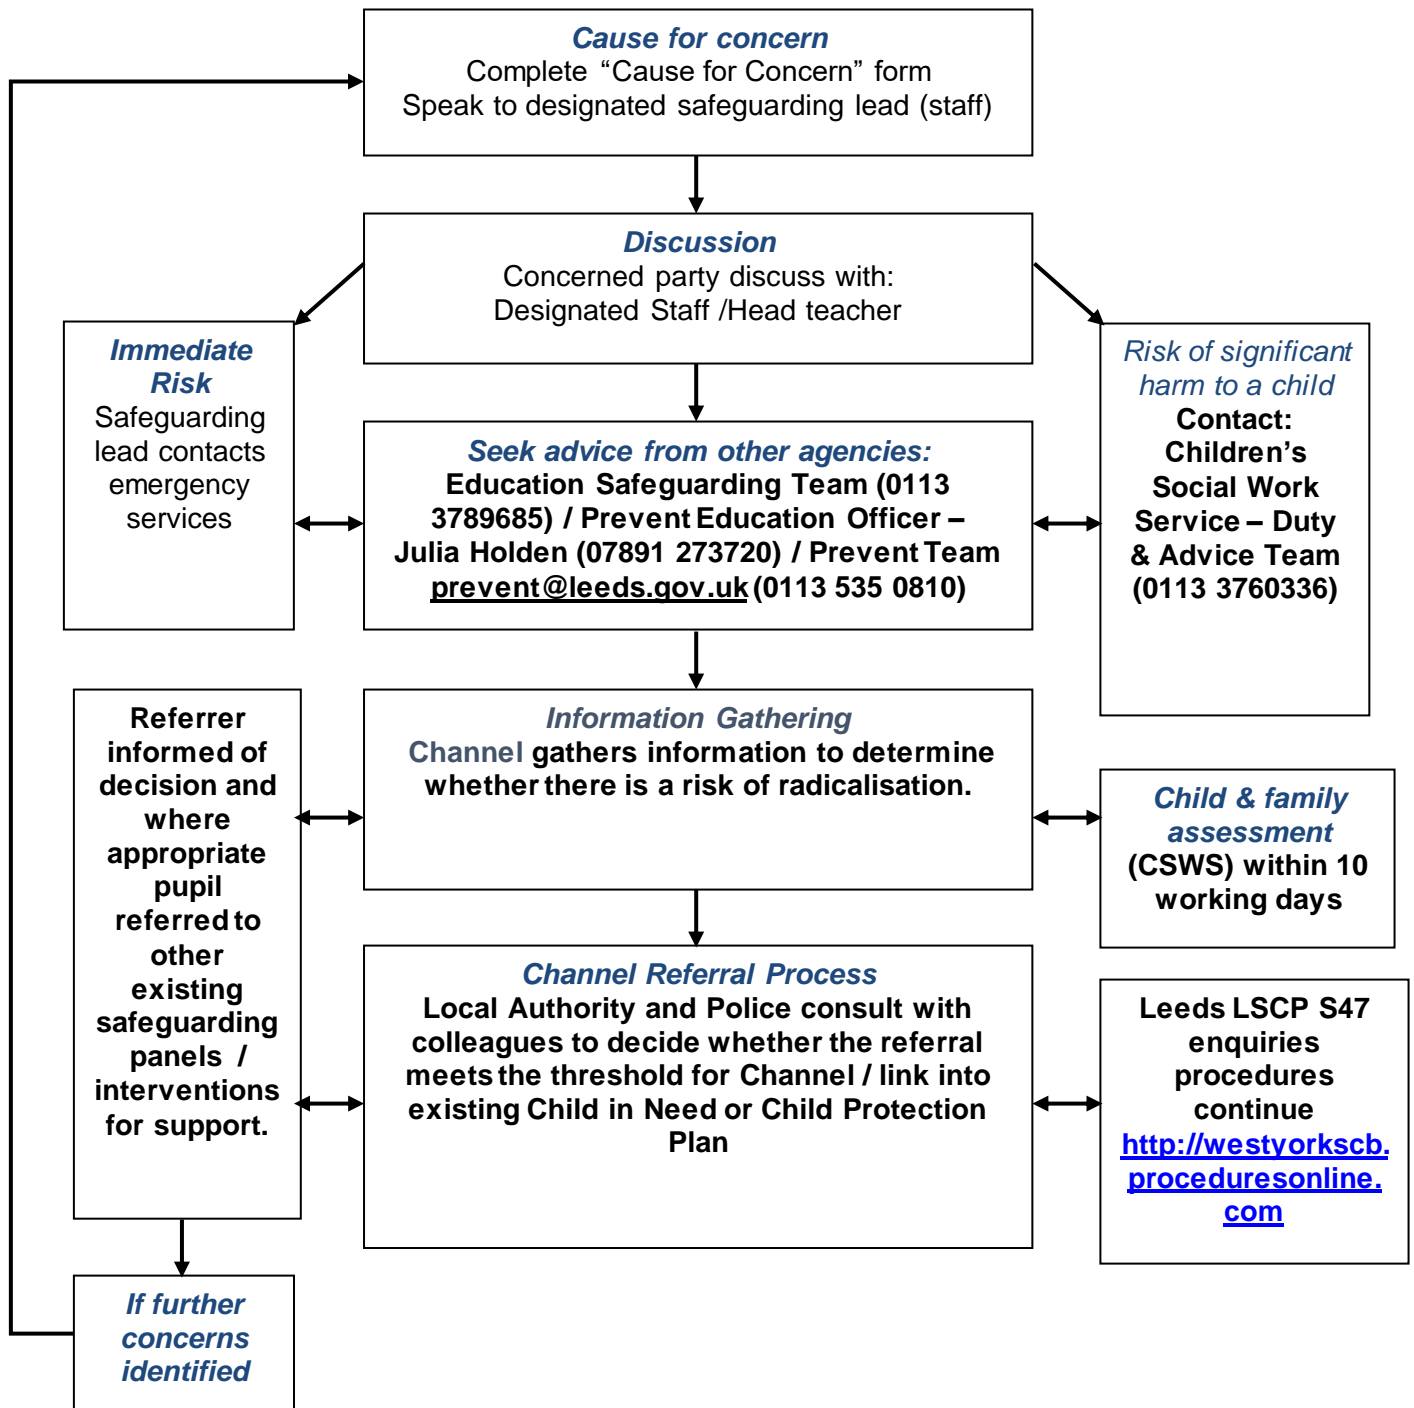 Cause for concern
Complete “Cause for Concern” form
Speak to designated safeguarding lead (staff)
Discussion
Concerned party discuss with:
Designated Staff /Head teacher
Immediate
Risk
Safeguarding
lead contacts
emergency
services
Seek advice from other agencies:
Education Safeguarding Team (0113
3789685) / Prevent Education Officer –
Julia Holden (07891 273720) / Prevent Team
prevent@leeds.gov.uk (0113 535 0810)
Risk of significant
harm to a child
Contact:
Children’s
Social Work
Service – Duty
& Advice Team
(0113 3760336)
Referrer
informed of
decision and
where
appropriate
pupil
referred to
other
existing
safeguarding
panels /
interventions
for support.
Information Gathering
Channel gathers information to determine
whether there is a risk of radicalisation.
Child & family
assessment
(CSWS) within 10
working days
Channel Referral Process
Local Authority and Police consult with
colleagues to decide whether the referral
meets the threshold for Channel / link into
existing Child in Need or Child Protection
Plan
Leeds LSCP S47
enquiries
procedures
continue
http://westyorkscb.
proceduresonline.
com
If further
concerns
identified